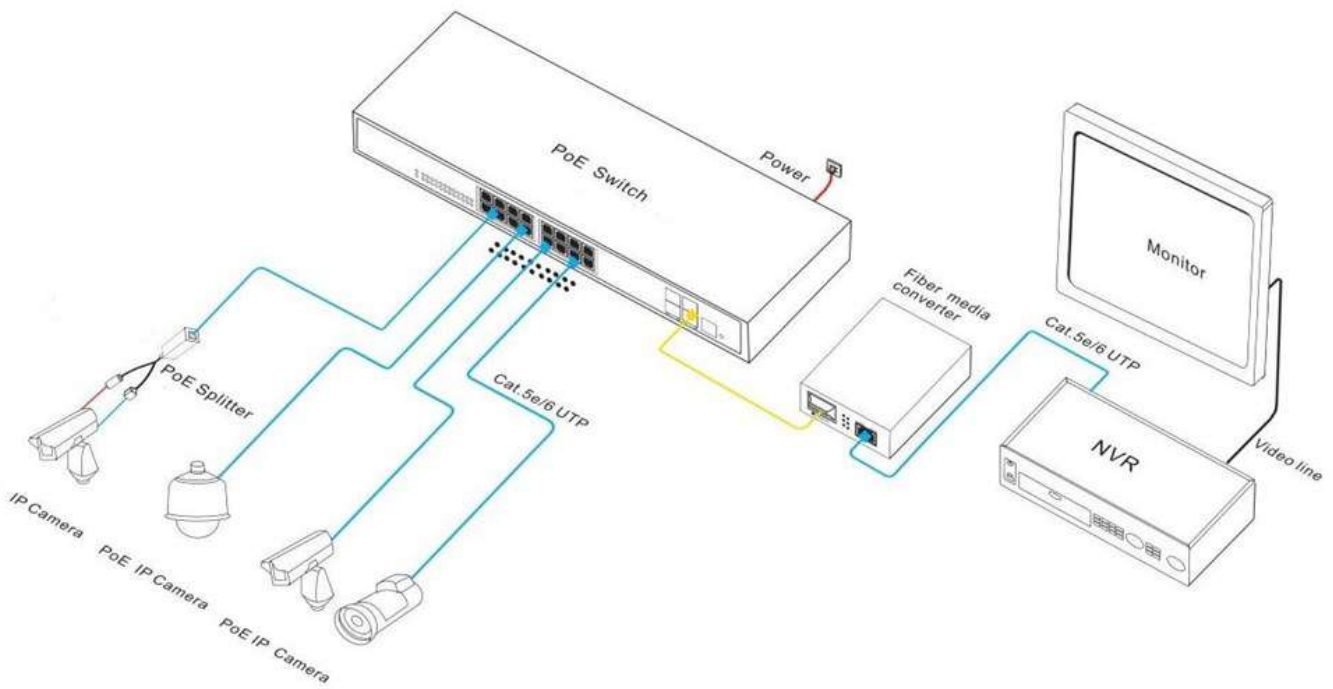 PoE Switch
Power
Monitor
Fiber media
converter
Cat.5e/6 UTP
PoE Splitter
Cat.5e/6 UTP
NVR
Video line
IP Camera
PoE IP Camera
PoE IP Camera